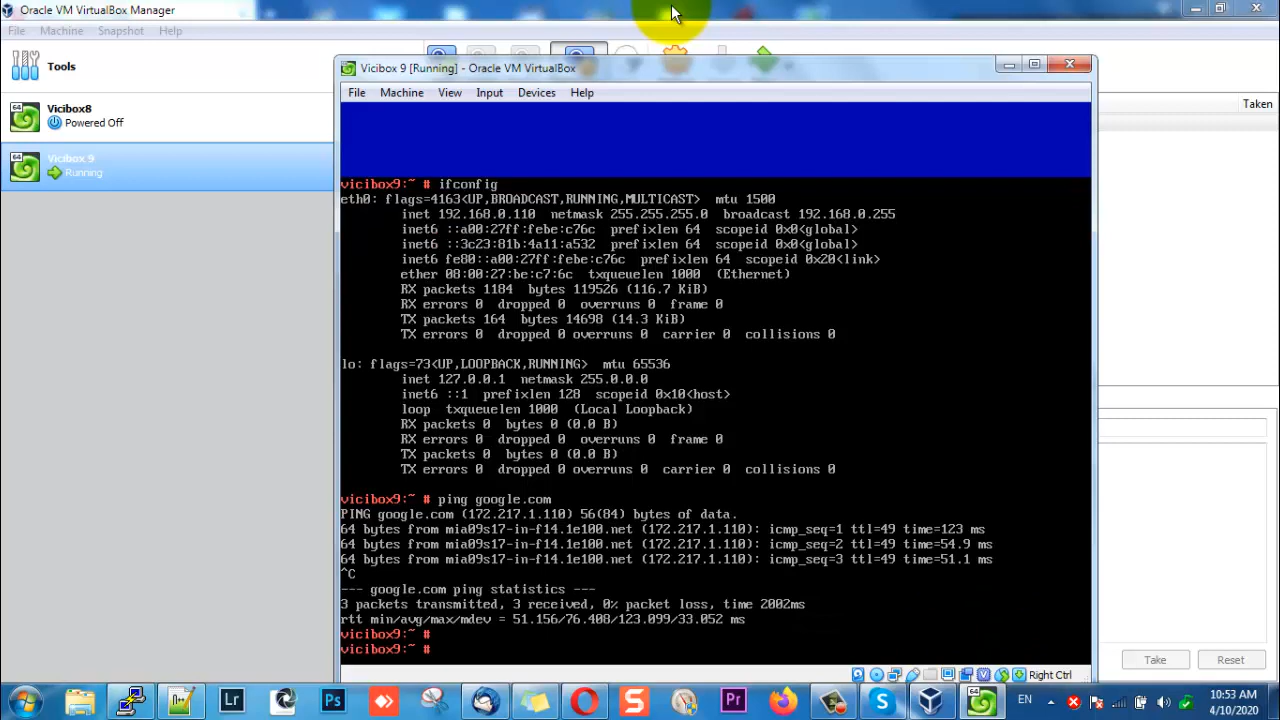 Oracle VM VirtualBox Manager
File Machine Snapshot Help
Tools
Vicibox8
Powered Off
Vicibox 9
Running
Taken
Vicibox 9 [Running] - Oracle VM VirtualBox
File Machine View Input Devices Help
vicibox9:~ # ifconfig
eth0: flags=4163<UP,BROADCAST,RUNNING,MULTICAST> mtu 1500
inet 192.168.0.110 netmask 255.255.255.0 broadcast 192.168.0.255
inet6 ::a00:27ff:febe:c76c prefixlen 64 scopeid 0x0<global>
inet6 ::3c23:81b:4a11:a532 prefixlen 64 scopeid 0x0<global>
inet6 fe80::a00:27ff:febe:c76c prefixlen 64 scopeid 0x20<link>
ether 08:00:27:be:c7:6c txqueuelen 1000 (Ethernet)
RX packets 1184 bytes 119526 (116.7 KiB)
RX errors 0 dropped 0 overruns 0 frame 0
TX packets 164 bytes 14698 (14.3 KiB)
TX errors 0 dropped 0 overruns 0 carrier 0 collisions 0
lo: flags=73<UP,LOOPBACK,RUNNING> mtu 65536
inet 127.0.0.1 netmask 255.0.0.0
inet6 ::1 prefixlen 128 scopeid 0x10<host>
loop txqueuelen 1000 (Local Loopback)
RX packets 0 bytes 0 (0.0 B)
RX errors 0 dropped 0 overruns 0 frame 0
TX packets 0 bytes 0 (0.0 B)
TX errors 0 dropped 0 overruns 0 carrier 0 collisions 0
vicibox9:~ # ping google.com
PING google.com (172.217.1.110) 56(84) bytes of data.
64 bytes from mia09s17-in-f14.1e100.net (172.217.1.110): icmp_seq=1 ttl=49 time=123 ms
64 bytes from mia09s17-in-f14.1e100.net (172.217.1.110): icmp_seq=2 ttl=49 time=54.9 ms
64 bytes from mia09s17-in-f14.1e100.net (172.217.1.110): icmp_seq=3 ttl=49 time=51.1 ms
^C
--- google.com ping statistics ---
3 packets transmitted, 3 received, 0% packet loss, time 2002ms
rtt min/avg/max/mdev = 51.156/76.408/123.099/33.052 ms
vicibox9:~ #
vicibox9:~ #
Right Ctrl
Take Reset
Lr Ps S Pr S 64 EN
10:53 AM
4/10/2020